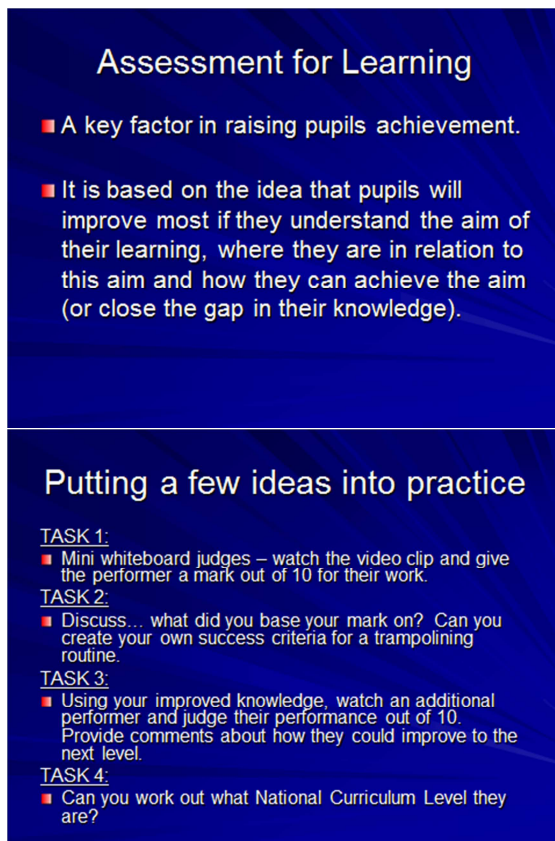 Assessment for Learning
A key factor in raising pupils achievement.
It is based on the idea that pupils will
improve most if they understand the aim of
their learning, where they are in relation to
this aim and how they can achieve the aim
(or close the gap in their knowledge).
Putting a few ideas into practice
TASK 1:
Mini whiteboard judges – watch the video clip and give
the performer a mark out of 10 for their work.
TASK 2:
Discuss... what did you base your mark on? Can you
create your own success criteria for a trampolining
routine.
TASK 3:
Using your improved knowledge, watch an additional
performer and judge their performance out of 10.
Provide comments about how they could improve to the
next level.
TASK 4:
Can you work out what National Curriculum Level they
are?